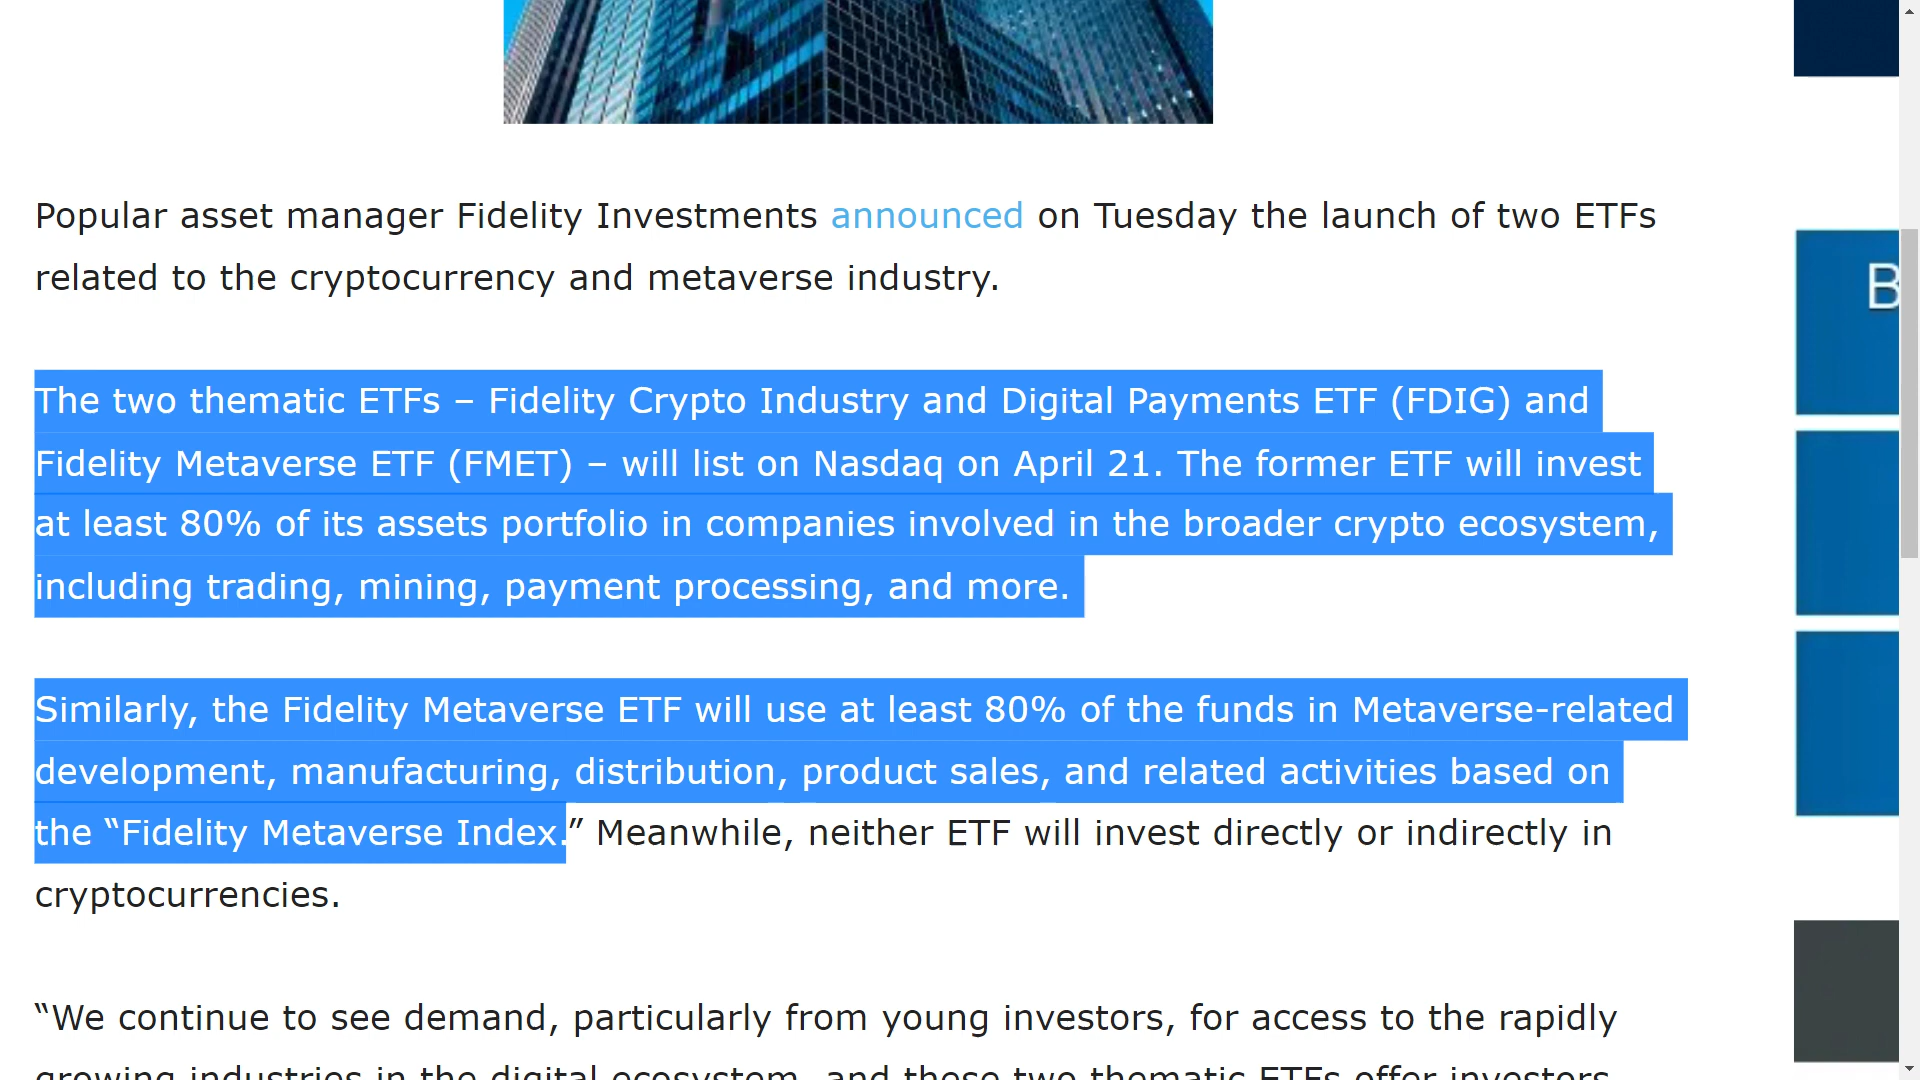 Popular asset manager Fidelity Investments announced on Tuesday the launch of two ETFs
related to the cryptocurrency and metaverse industry.
The two thematic ETFs – Fidelity Crypto Industry and Digital Payments ETF (FDIG) and
Fidelity Metaverse ETF (FMET) – will list on Nasdaq on April 21. The former ETF will invest
at least 80% of its assets portfolio in companies involved in the broader crypto ecosystem,
including trading, mining, payment processing, and more.
Similarly, the Fidelity Metaverse ETF will use at least 80% of the funds in Metaverse-related
development, manufacturing, distribution, product sales, and related activities based on
the “Fidelity Metaverse Index.” Meanwhile, neither ETF will invest directly or indirectly in
cryptocurrencies.
“We continue to see demand, particularly from young investors, for access to the rapidly
growing industries in the digital ecosystem, and these two thematic ETFs offer investors
B